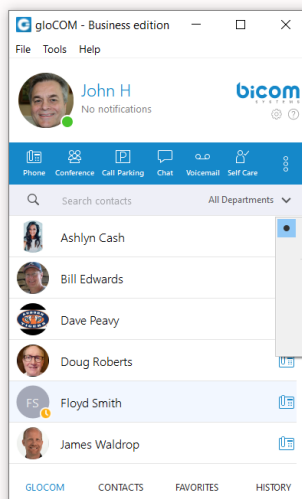 gloCOM - Business edition
File Tools Help
John H
No notifications
bicom
SYSTEMS
Phone Conference Call Parking Chat Voicemail Self Care
Search contacts All Departments
Ashlyn Cash
Bill Edwards
Dave Peavy
Doug Roberts
FS Floyd Smith
James Waldrop
GLOCOM CONTACTS FAVORITES HISTORY